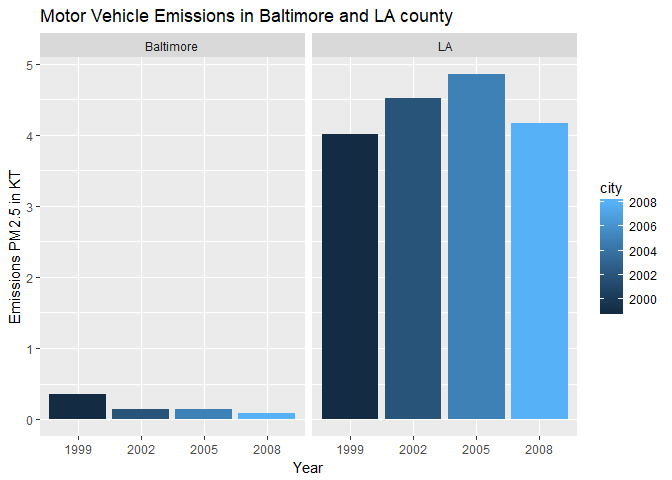 Motor Vehicle Emissions in Baltimore and LA county
Baltimore
LA
Emissions PM2.5 in KT
5
4
3
2
1
0
1999 2002 2005 2008
1999 2002 2005 2008
Year
city
2008
2006
2004
2002
2000